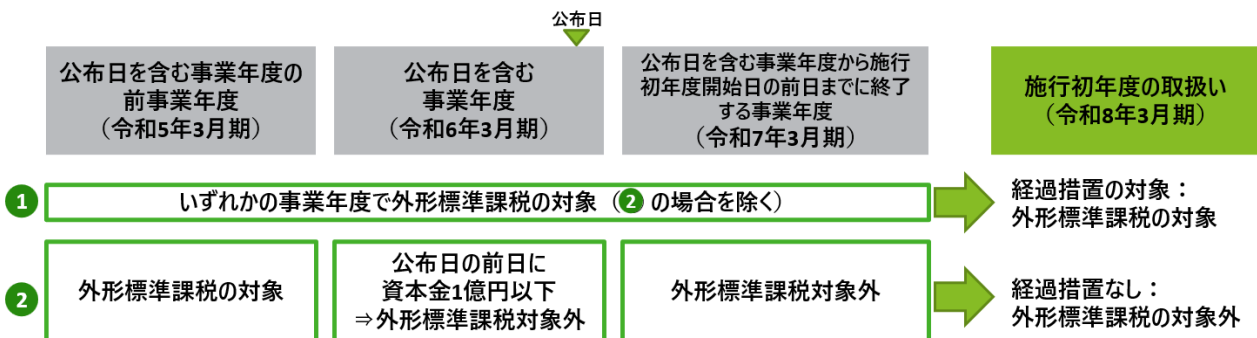 公布日
公布日を含む事業年度の
前事業年度
（令和5年3月期）
公布日を含む
事業年度
（令和6年3月期）
公布日を含む事業年度から施行
初年度開始日の前日までに終了
する事業年度
（令和7年3月期）
施行初年度の取扱い
（令和8年3月期）
1
いずれかの事業年度で外形標準課税の対象（2 の場合を除く）
経過措置の対象：
外形標準課税の対象
2
外形標準課税の対象
公布日の前日に
資本金1億円以下
⇒外形標準課税対象外
外形標準課税対象外
経過措置なし：
外形標準課税の対象外